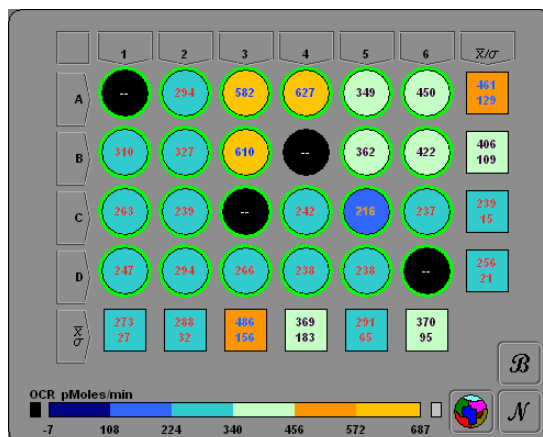 1 2 3 4 5 6 X̅/σ
A -- 294 582 627 349 450 461 129
B 310 327 610 -- 362 422 406 109
C 263 239 -- 242 216 237 239 15
D 247 294 266 238 238 -- 256 21
X̅ σ 273 27 288 32 486 156 369 183 291 65 370 95
B
OCR pMoles/min
N
-7 108 224 340 456 572 687